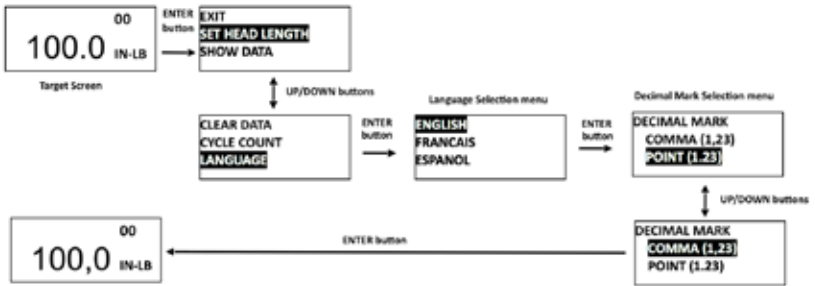 00
100.0 IN-LB
Target Screen
ENTER
button
EXIT
SET HEAD LENGTH
SHOW DATA
UP/DOWN buttons
CLEAR DATA
CYCLE COUNT
LANGUAGE
ENTER
button
Language Selection menu
ENGLISH
FRANCAIS
ESPANOL
ENTER
button
Decimal Mark Selection menu
DECIMAL MARK
COMMA (1,23)
POINT (1.23)
UP/DOWN buttons
DECIMAL MARK
COMMA (1,23)
POINT (1.23)
ENTER button
00
100,0 IN-LB